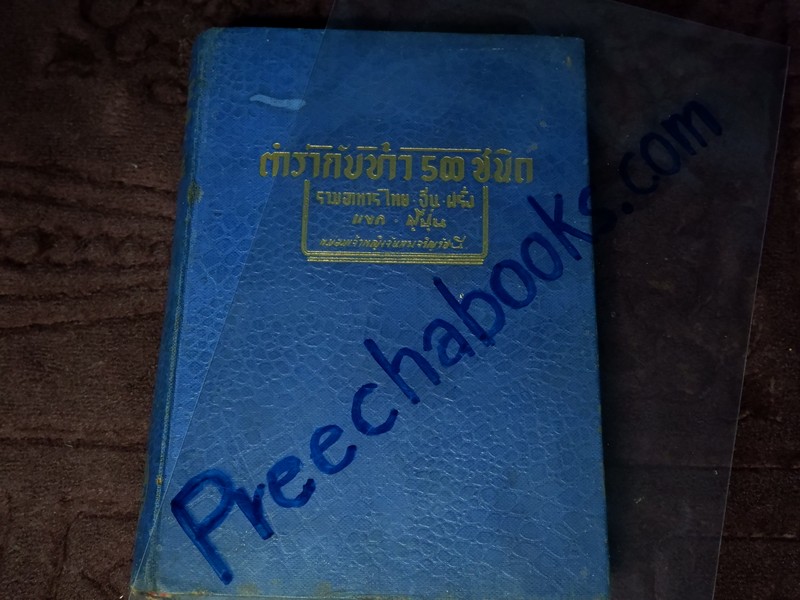 ตำรากับข้าว ๕๓ ชนิด
รวมอาหารไทย · จีน · ฝรั่ง
แขก · ญี่ปุ่น
Preechabooks.com